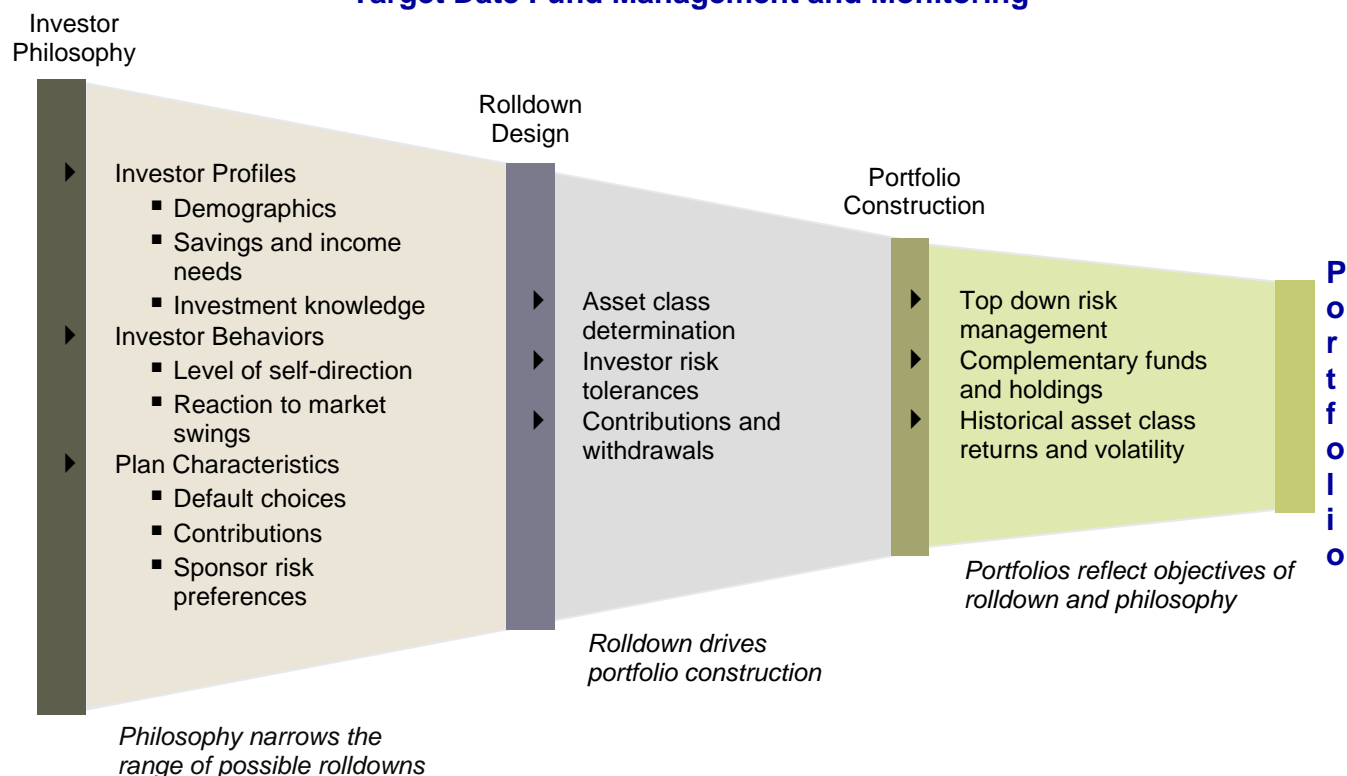 Target Date Fund Management and Monitoring
Investor
Philosophy
Investor Profiles
Demographics
Savings and income
needs
Investment knowledge
Investor Behaviors
Level of self-direction
Reaction to market
swings
Plan Characteristics
Default choices
Contributions
Sponsor risk
preferences
Philosophy narrows the
range of possible rolldowns
Rolldown
Design
Asset class
determination
Investor risk
tolerances
Contributions and
withdrawals
Rolldown drives
portfolio construction
Portfolio
Construction
Top down risk
management
Complementary funds
and holdings
Historical asset class
returns and volatility
Portfolios reflect objectives of
rolldown and philosophy
P
o
r
t
f
o
l
i
o